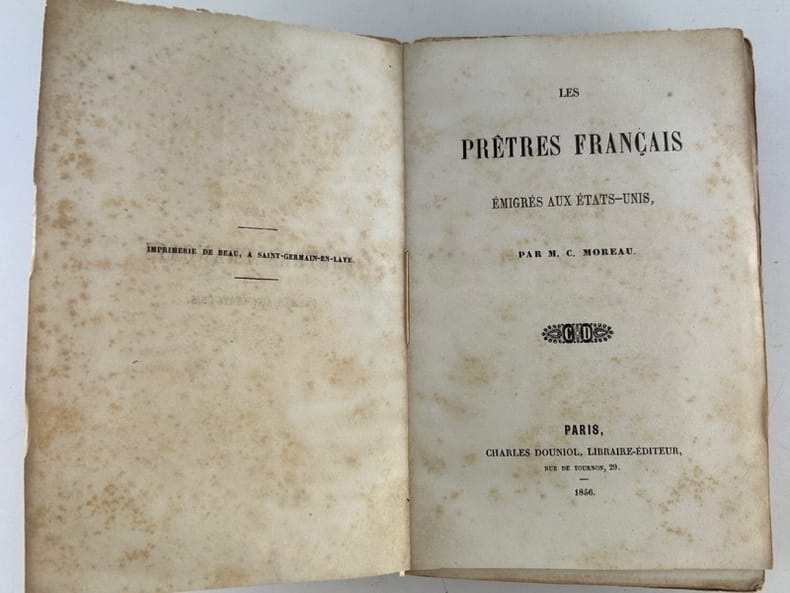 IMPRIMERIE DE BEAU, A SAINT-GERMAIN-EN-LAYE.
LES
PRÊTRES FRANÇAIS
ÉMIGRÉS AUX ÉTATS-UNIS,
PAR M. C. MOREAU.
CD
PARIS,
CHARLES DOUNIOL, LIBRAIRE-ÉDITEUR,
RUE DE TOURNON, 29.
1856.